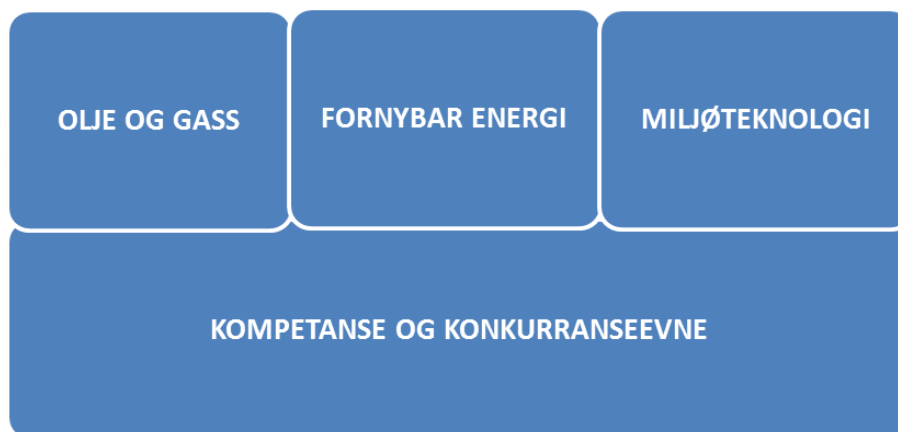 OLJE OG GASS
FORNYBAR ENERGI
MILJØTEKNOLOGI
KOMPETANSE OG KONKURRANSEEVNE